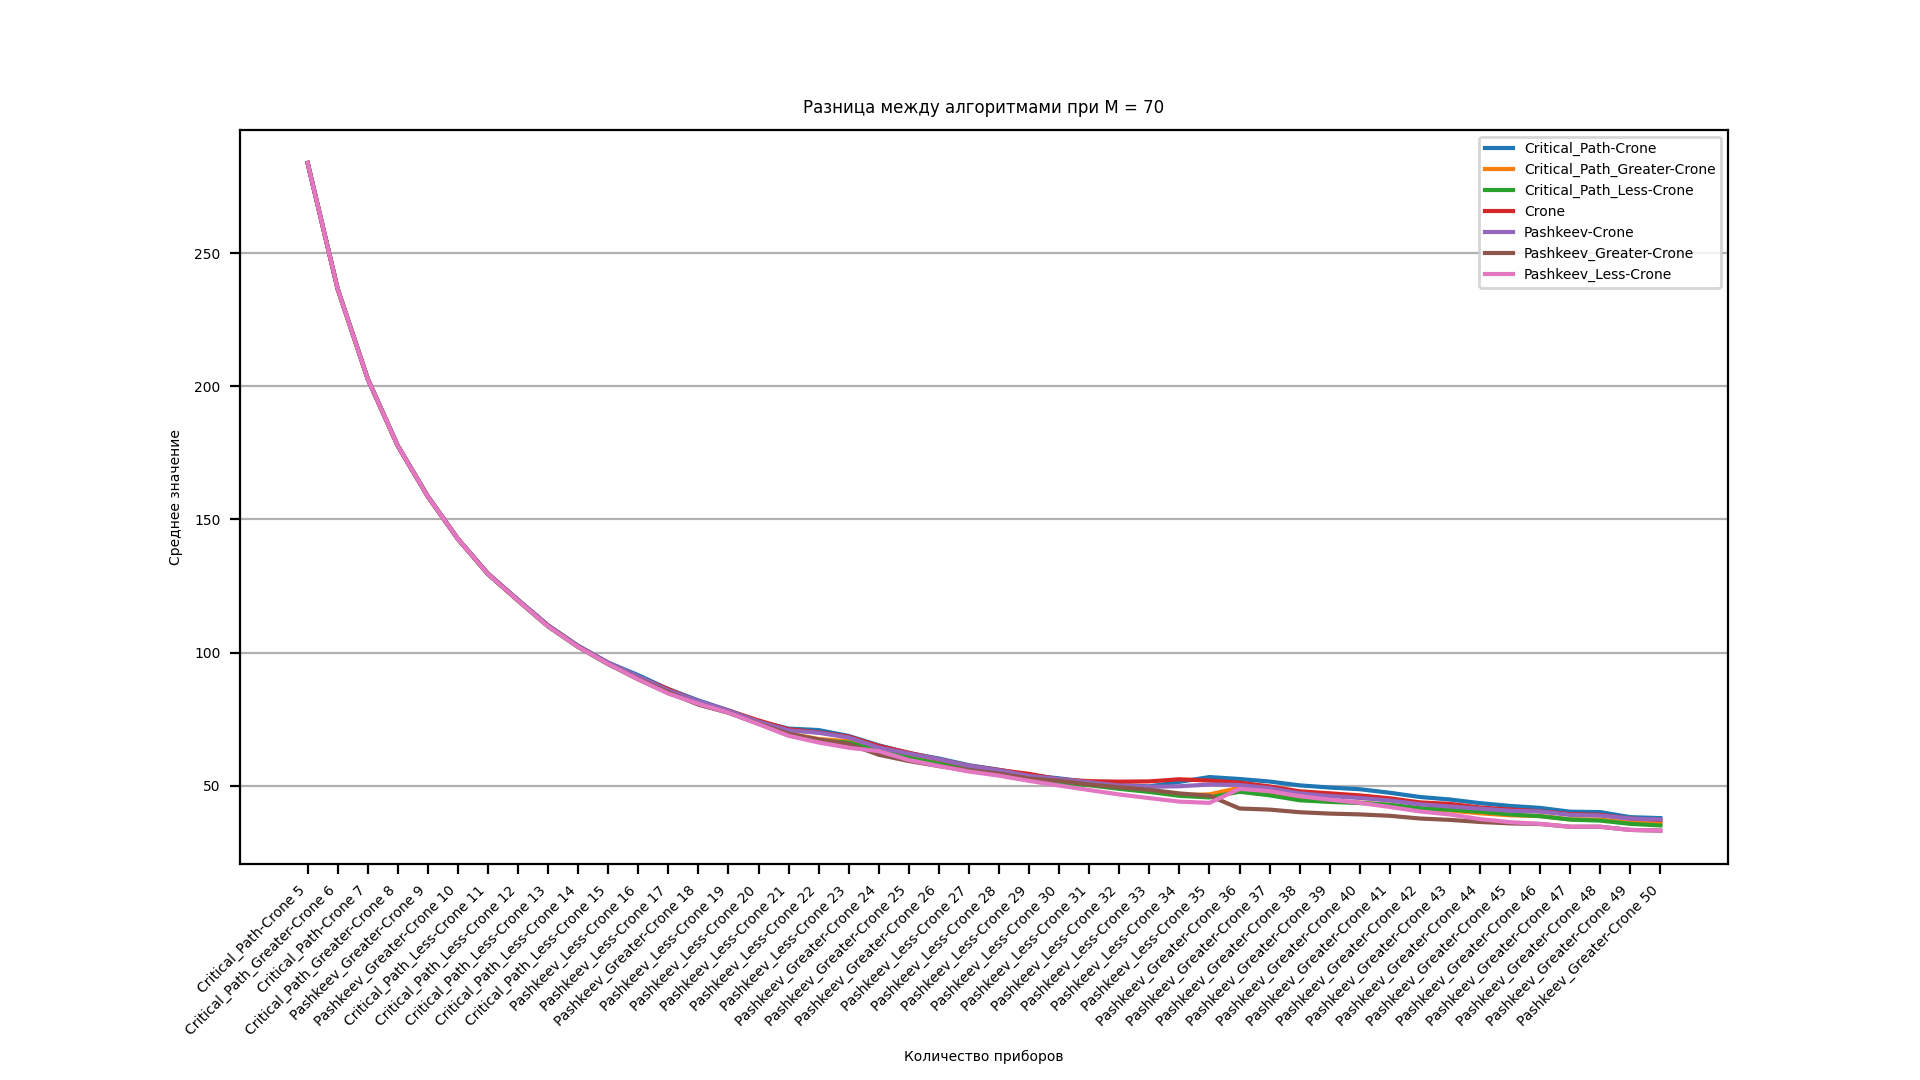 Разница между алгоритмами при M = 70
Critical_Path-Crone
Critical_Path_Greater-Crone
Critical_Path_Less-Crone
Crone
Pashkeev-Crone
Pashkeev_Greater-Crone
Pashkeev_Less-Crone
250
200
150
100
50
Среднее значение
Critical_Path-Crone 5
Critical_Path_Greater-Crone 6
Critical_Path-Crone 7
Critical_Path_Greater-Crone 8
Pashkeev_Greater-Crone 9
Pashkeev_Greater-Crone 10
Critical_Path_Less-Crone 11
Critical_Path_Less-Crone 12
Critical_Path_Less-Crone 13
Critical_Path_Less-Crone 14
Critical_Path_Less-Crone 15
Pashkeev_Less-Crone 16
Pashkeev_Less-Crone 17
Pashkeev_Greater-Crone 18
Pashkeev_Less-Crone 19
Pashkeev_Less-Crone 20
Pashkeev_Less-Crone 21
Pashkeev_Less-Crone 22
Pashkeev_Less-Crone 23
Pashkeev_Greater-Crone 24
Pashkeev_Greater-Crone 25
Pashkeev_Greater-Crone 26
Pashkeev_Less-Crone 27
Pashkeev_Less-Crone 28
Pashkeev_Less-Crone 29
Pashkeev_Less-Crone 30
Pashkeev_Less-Crone 31
Pashkeev_Less-Crone 32
Pashkeev_Less-Crone 33
Pashkeev_Less-Crone 34
Pashkeev_Less-Crone 35
Pashkeev_Greater-Crone 36
Pashkeev_Greater-Crone 37
Pashkeev_Greater-Crone 38
Pashkeev_Greater-Crone 39
Pashkeev_Greater-Crone 40
Pashkeev_Greater-Crone 41
Pashkeev_Greater-Crone 42
Pashkeev_Greater-Crone 43
Pashkeev_Greater-Crone 44
Pashkeev_Greater-Crone 45
Pashkeev_Greater-Crone 46
Pashkeev_Greater-Crone 47
Pashkeev_Greater-Crone 48
Pashkeev_Greater-Crone 49
Pashkeev_Greater-Crone 50
Количество приборов